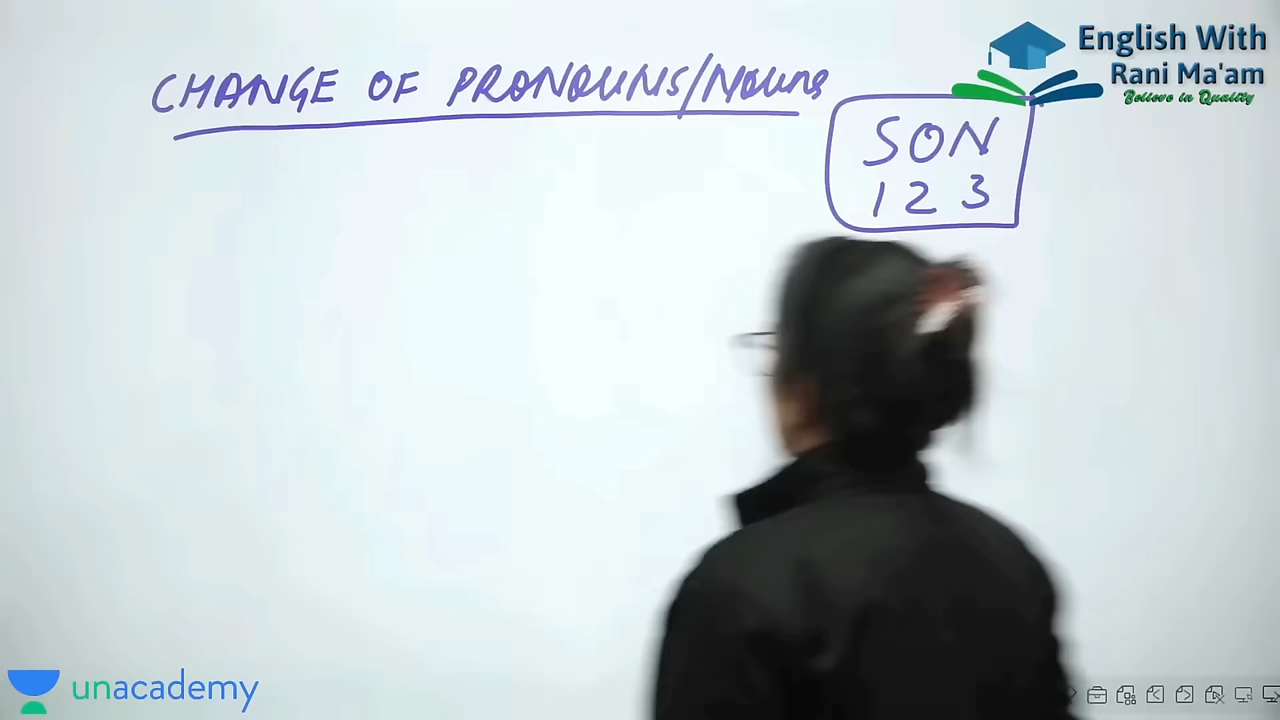 English With
Rani Ma'am
Believe in Quality
CHANGE OF PRONOUNS/Nouns
SON
1 2 3
unacademy